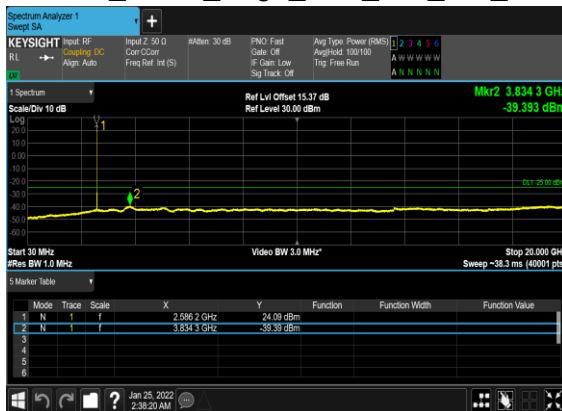 Spectrum Analyzer 1
Swept SA
KEYSIGHT Input: RF Input Z: 50 Ω #Atten: 30 dB PNO: Fast Avg Type: Power (RMS) 1 2 3 4 5 6
RL Coupling: DC Corr CCorr Gate: Off Avg|Hold: 100/100 A W W W W W
Align: Auto Freq Ref: Int (S) IF Gain: Low Trig: Free Run
LXI Sig Track: Off A N N N N N
1 Spectrum Ref Lvl Offset 15.37 dB Mkr2 3.834 3 GHz
Scale/Div 10 dB Ref Level 30.00 dBm -39.393 dBm
Log
20.0 1
10.0
0.00
-10.0
-20.0 DL1 -25.00 dBm
-30.0 2
-40.0
-50.0
-60.0
Start 30 MHz Video BW 3.0 MHz* Stop 20.000 GHz
#Res BW 1.0 MHz Sweep ~38.3 ms (40001 pts)
5 Marker Table
Mode Trace Scale X Y Function Function Width Function Value
1 N 1 f 2.586 2 GHz 24.09 dBm
2 N 1 f 3.834 3 GHz -39.39 dBm
3
4
5
6
? Jan 25, 2022
2:38:20 AM